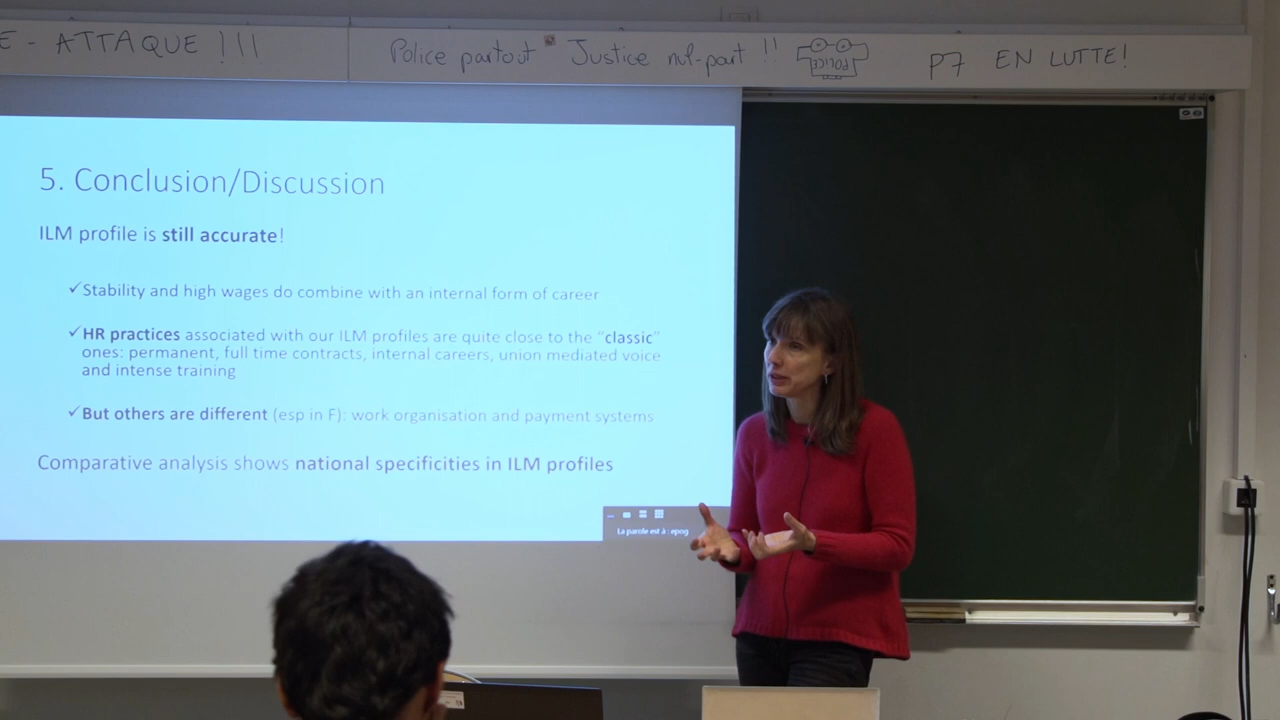 E - ATTAQUE !!!
Police partout Justice nul-part !!
POLICE
P7 EN LUTTE!
5. Conclusion/Discussion
ILM profile is still accurate!
✓Stability and high wages do combine with an internal form of career
✓HR practices associated with our ILM profiles are quite close to the “classic”
ones: permanent, full time contracts, internal careers, union mediated voice
and intense training
✓But others are different (esp in F): work organisation and payment systems
Comparative analysis shows national specificities in ILM profiles
La parole est à : epog